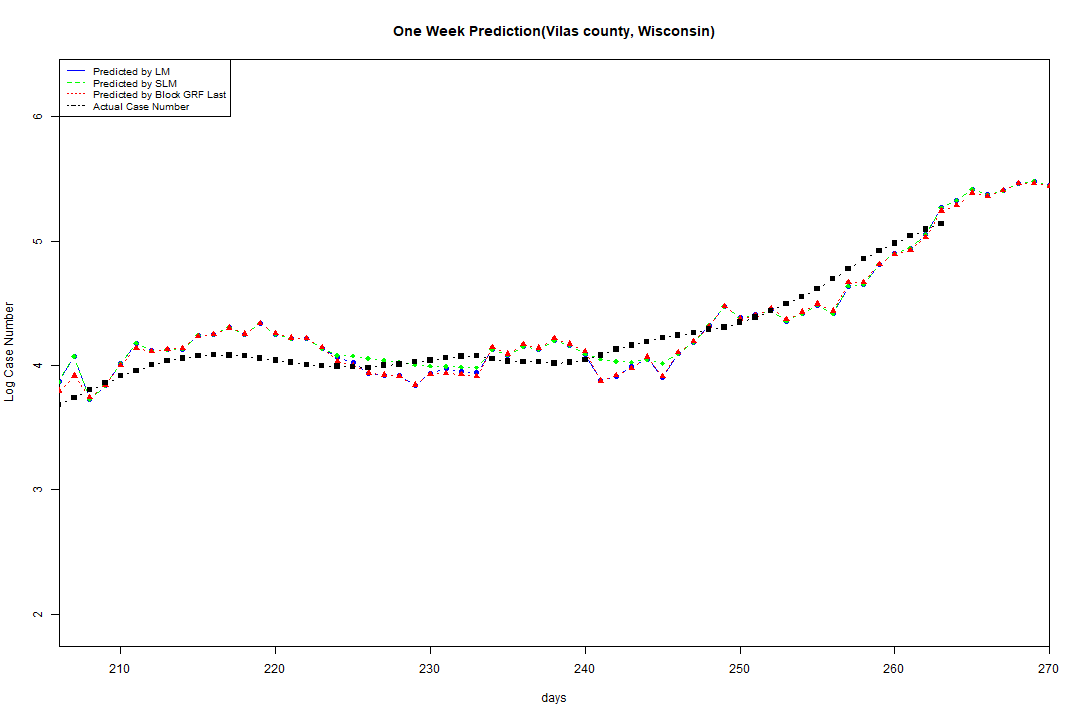 One Week Prediction(Vilas county, Wisconsin)
Predicted by LM
Predicted by SLM
Predicted by Block GRF Last
Actual Case Number
6
5
4
3
2
Log Case Number
210 220 230 240 250 260 270
days